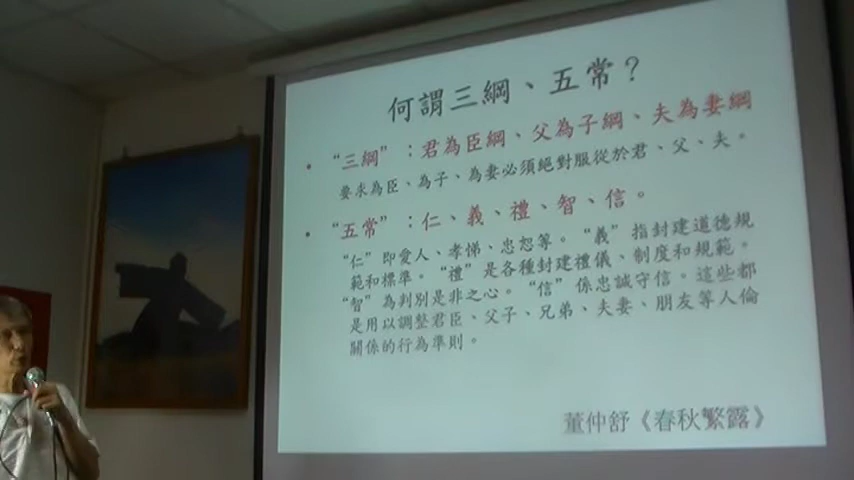 何謂三綱、五常？
• “三綱”：君為臣綱、父為子綱、夫為妻綱
要求為臣、為子、為妻必須絕對服從於君、父、夫。
• “五常”：仁、義、禮、智、信。
“仁”即愛人、孝悌、忠恕等。“義”指封建道德規
範和標準。“禮”是各種封建禮儀、制度和規範。
“智”為判別是非之心。“信”係忠誠守信。這些都
是用以調整君臣、父子、兄弟、夫妻、朋友等人倫
關係的行為準則。
董仲舒《春秋繁露》